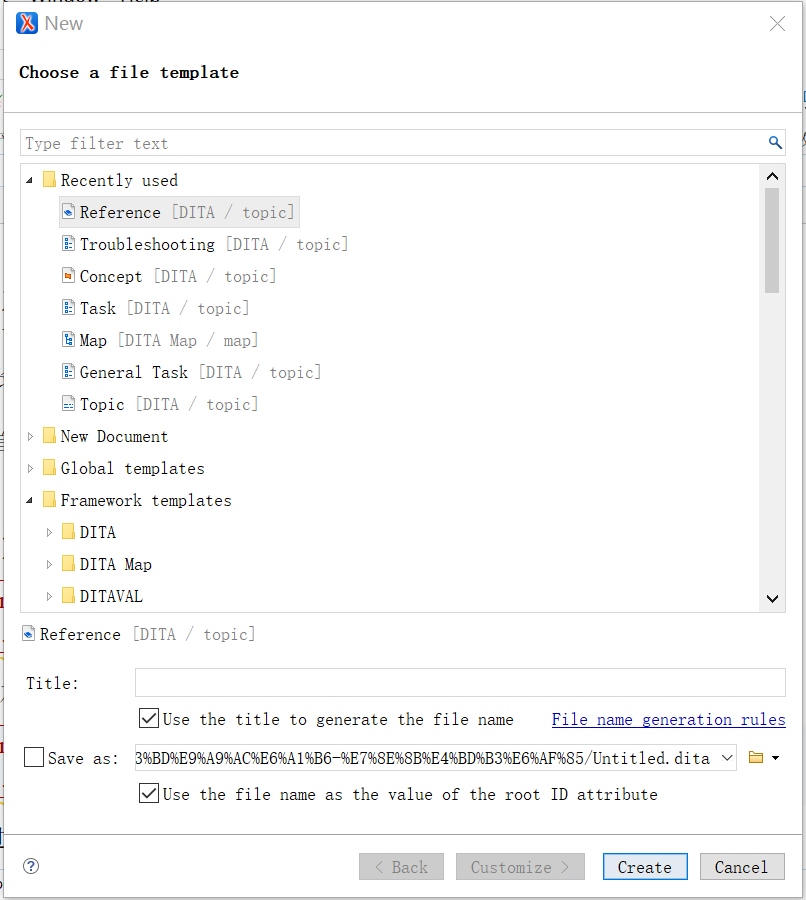 New
Choose a file template
Type filter text
Recently used
Reference [DITA / topic]
Troubleshooting [DITA / topic]
Concept [DITA / topic]
Task [DITA / topic]
Map [DITA Map / map]
General Task [DITA / topic]
Topic [DITA / topic]
New Document
Global templates
Framework templates
DITA
DITA Map
DITAVAL
Reference [DITA / topic]
Title:
Use the title to generate the file name File name generation rules
Save as: 3%BD%E9%A9%AC%E6%A1%B6-%E7%8E%8B%E4%BD%B3%E6%AF%85/Untitled.dita
Use the file name as the value of the root ID attribute
< Back Customize > Create Cancel